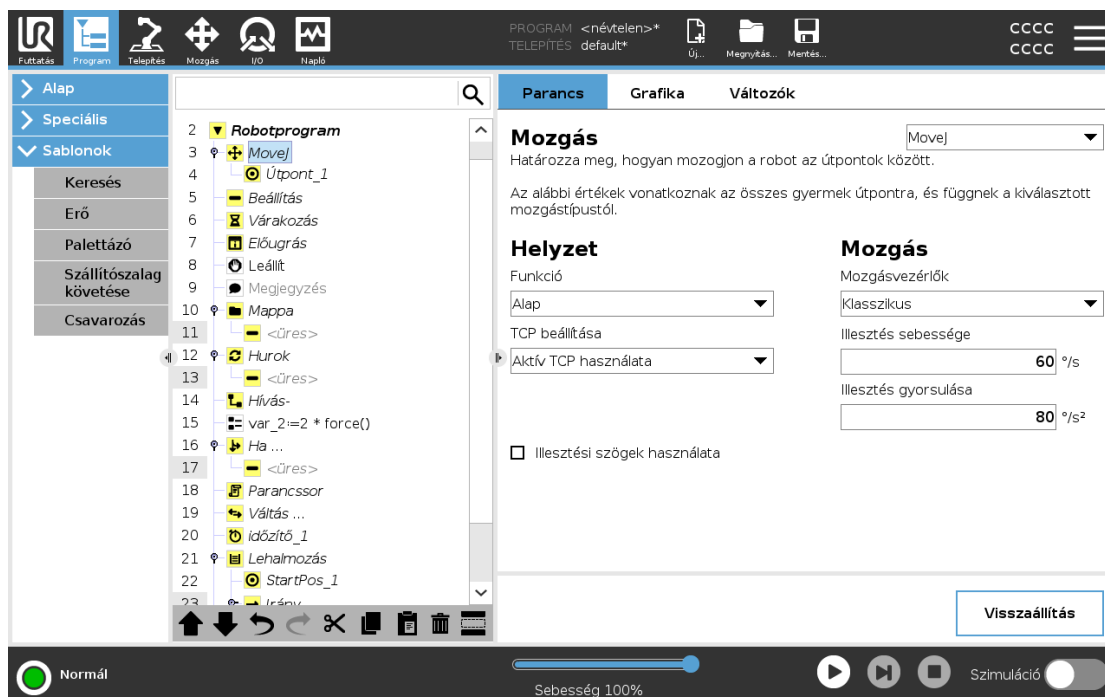 PROGRAM <névtelen>*
TELEPÍTÉS default*
Futtatás
Program
Telepítés
Mozgás
I/O
Napló
Új...
Megnyitás...
Mentés...
CCCC
CCCC
Alap
Speciális
Sablonok
Keresés
Erő
Palettázó
Szállítószalag
követése
Csavarozás
2 Robotprogram
3 MoveJ
4 Útpont_1
5 Beállítás
6 Várakozás
7 Előugrás
8 Leállít
9 Megjegyzés
10 Mappa
11 <üres>
12 Hurok
13 <üres>
14 Hívás-
15 var_2:=2 * force()
16 Ha ...
17 <üres>
18 Parancssor
19 Váltás ...
20 időzítő_1
21 Lehalmozás
22 StartPos_1
23 Irány
Parancs Grafika Változók
Mozgás
MoveJ
Határozza meg, hogyan mozogjon a robot az útpontok között.
Az alábbi értékek vonatkoznak az összes gyermek útpontra, és függnek a kiválasztott
mozgástípustól.
Helyzet
Funkció
Alap
TCP beállítása
Aktív TCP használata
Illesztési szögek használata
Mozgás
Mozgásvezérlők
Klasszikus
Illesztés sebessége
60 °/s
Illesztés gyorsulása
80 °/s²
Visszaállítás
Normál
Sebesség 100%
Szimuláció